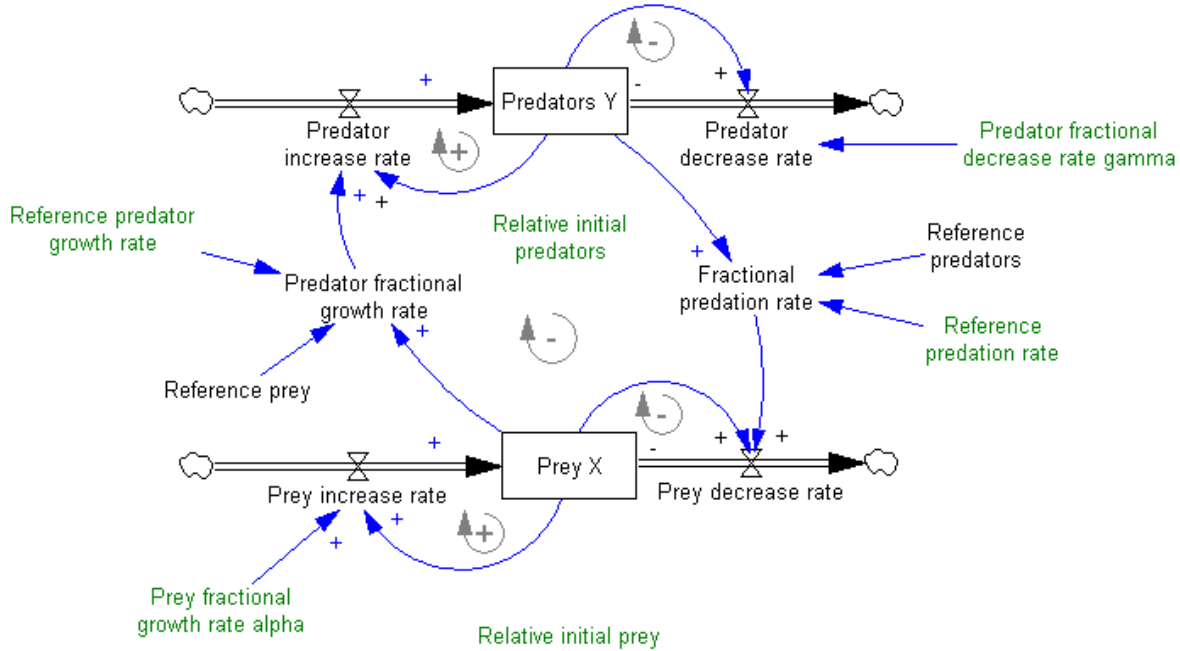 -
+
+
-
Predators Y
Predator
increase rate
Predator
decrease rate
Predator fractional
decrease rate gamma
+
+
+
Reference predator
growth rate
Relative initial
predators
Reference
predators
+
Fractional
predation rate
Predator fractional
growth rate
+
-
Reference
predation rate
Reference prey
-
+
-
+
+
Prey X
Prey increase rate
Prey decrease rate
+
+
+
Prey fractional
growth rate alpha
Relative initial prey